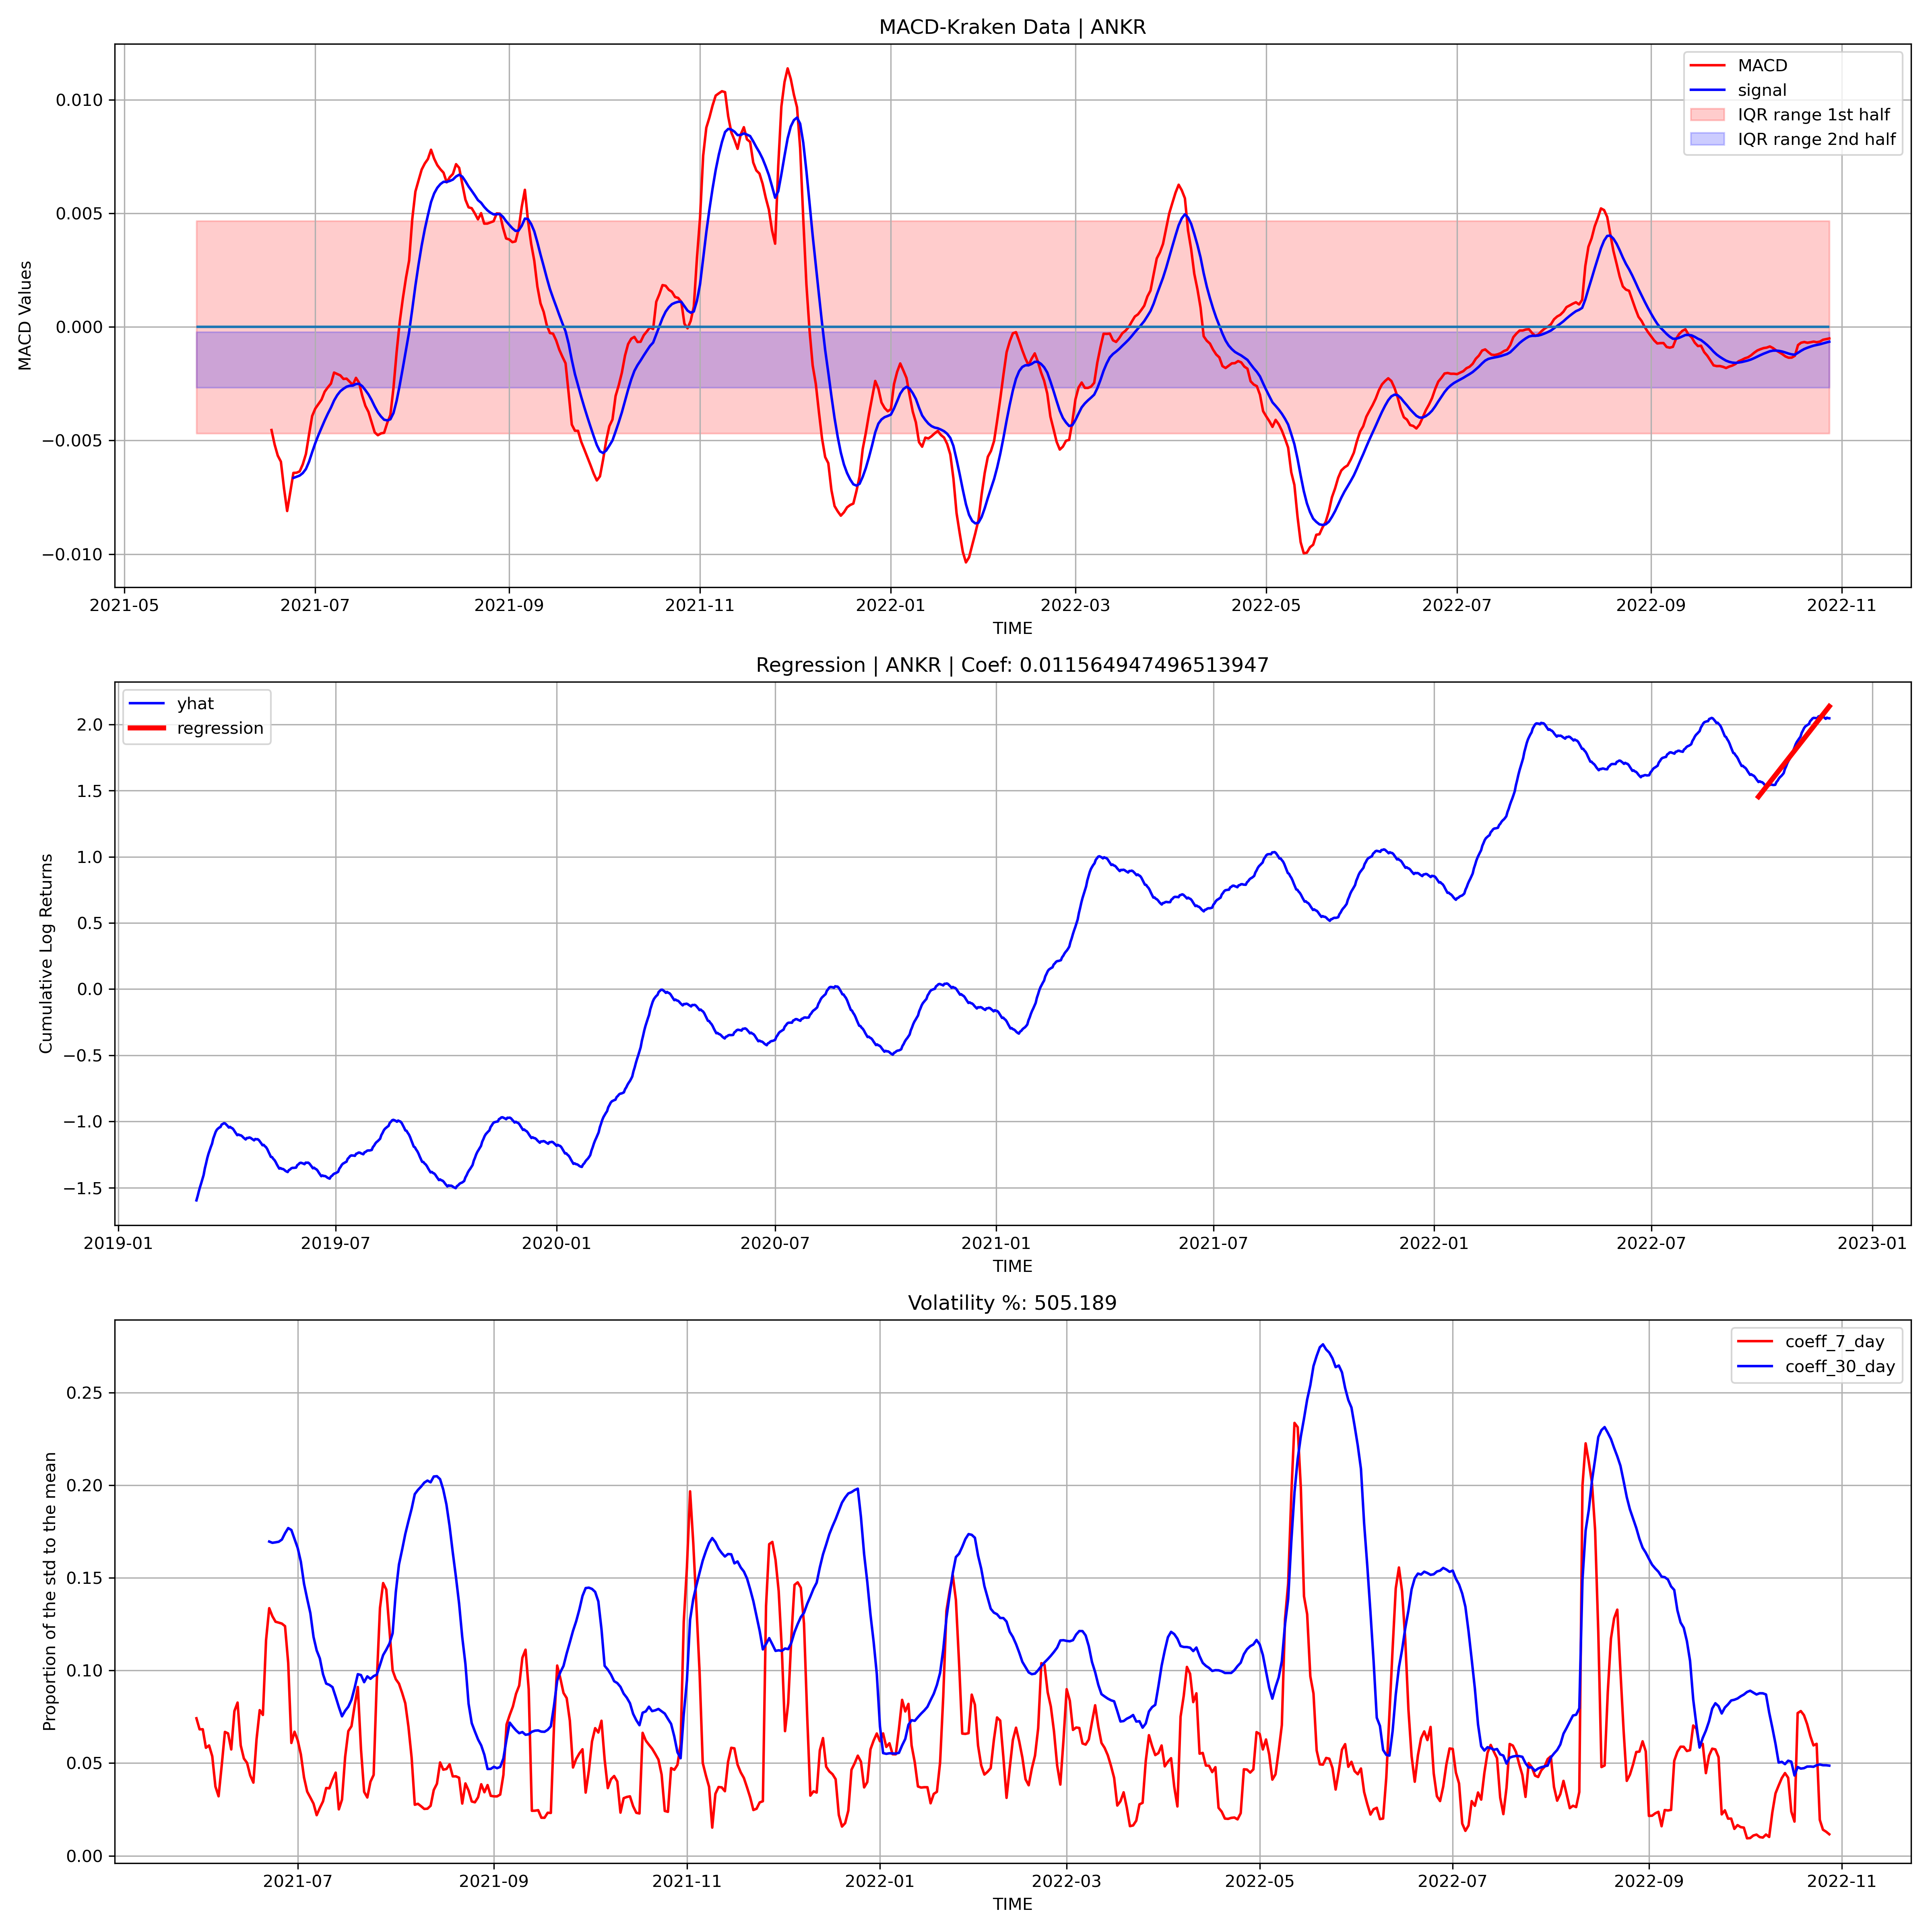 MACD-Kraken Data | ANKR
MACD
signal
IQR range 1st half
IQR range 2nd half
MACD Values
0.010
0.005
0.000
−0.005
−0.010
2021-05 2021-07 2021-09 2021-11 2022-01 2022-03 2022-05 2022-07 2022-09 2022-11
TIME
Regression | ANKR | Coef: 0.011564947496513947
yhat
regression
Cumulative Log Returns
2.0
1.5
1.0
0.5
0.0
−0.5
−1.0
−1.5
2019-01 2019-07 2020-01 2020-07 2021-01 2021-07 2022-01 2022-07 2023-01
TIME
Volatility %: 505.189
coeff_7_day
coeff_30_day
Proportion of the std to the mean
0.25
0.20
0.15
0.10
0.05
0.00
2021-07 2021-09 2021-11 2022-01 2022-03 2022-05 2022-07 2022-09 2022-11
TIME